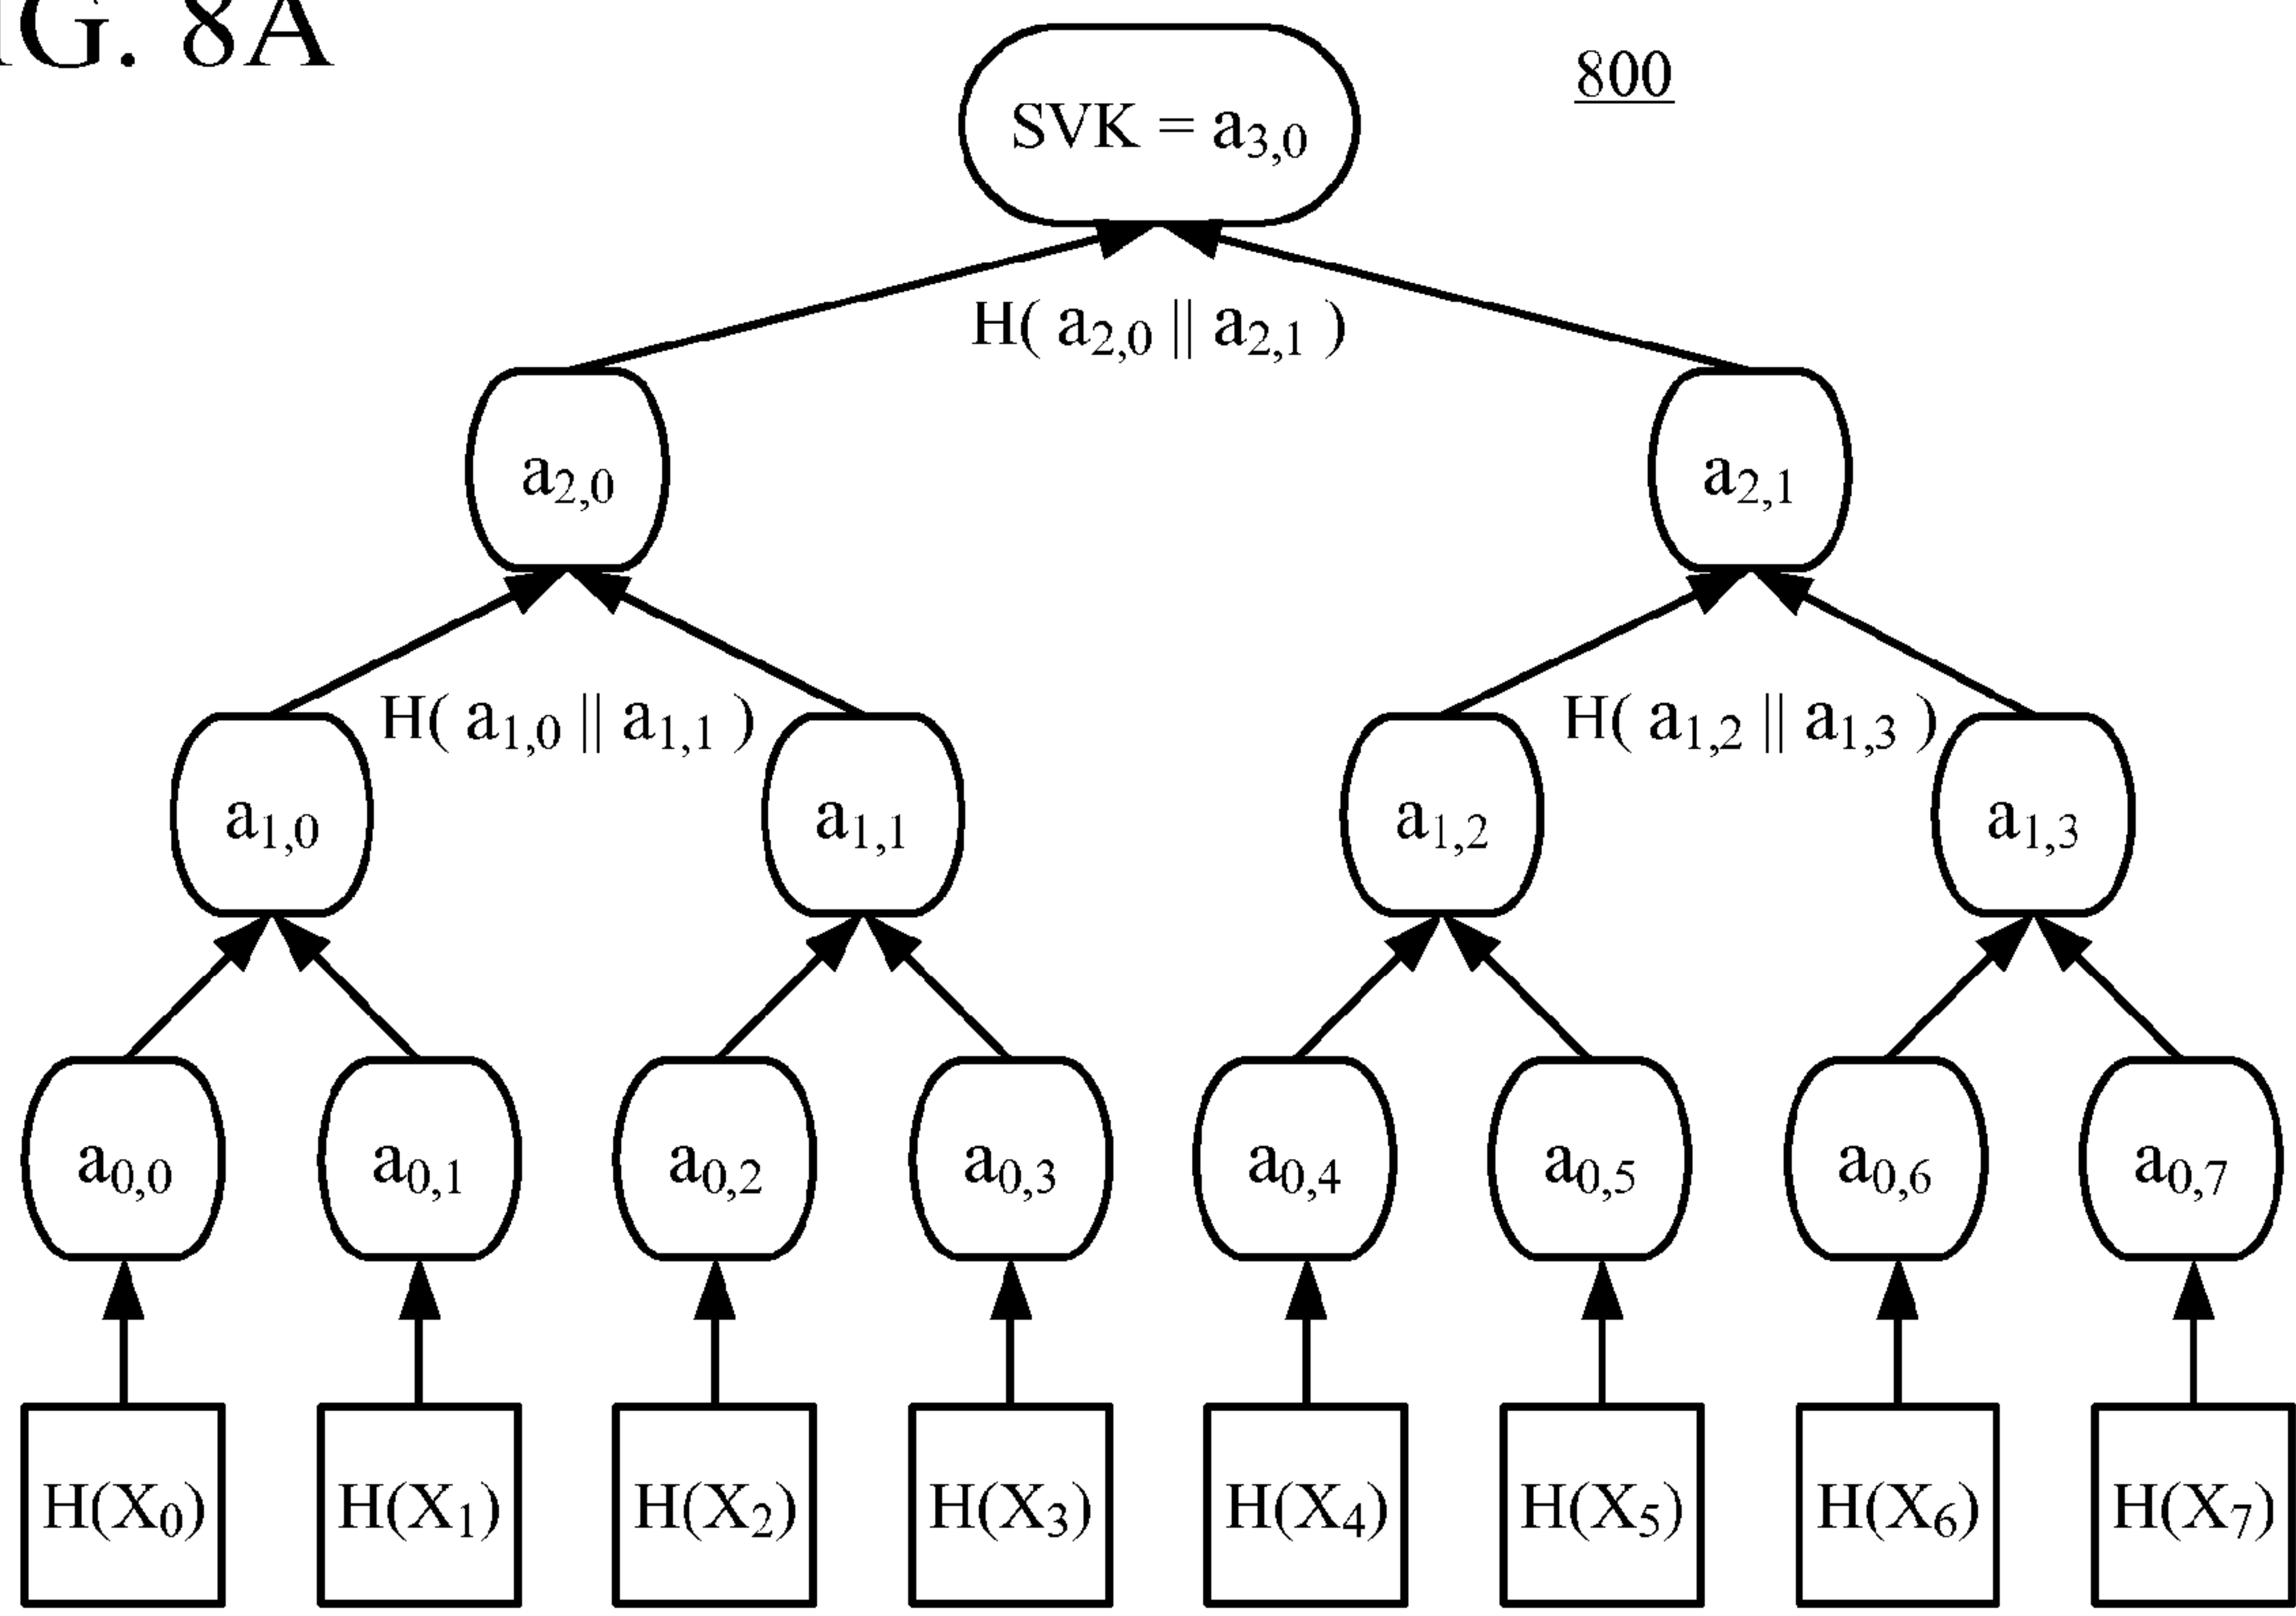 IG. 8A
800
SVK = a3,0
H( a2,0 || a2,1 )
a2,0 a2,1
H( a1,0 || a1,1 ) H( a1,2 || a1,3 )
a1,0 a1,1 a1,2 a1,3
a0,0 a0,1 a0,2 a0,3 a0,4 a0,5 a0,6 a0,7
H(X0) H(X1) H(X2) H(X3) H(X4) H(X5) H(X6) H(X7)